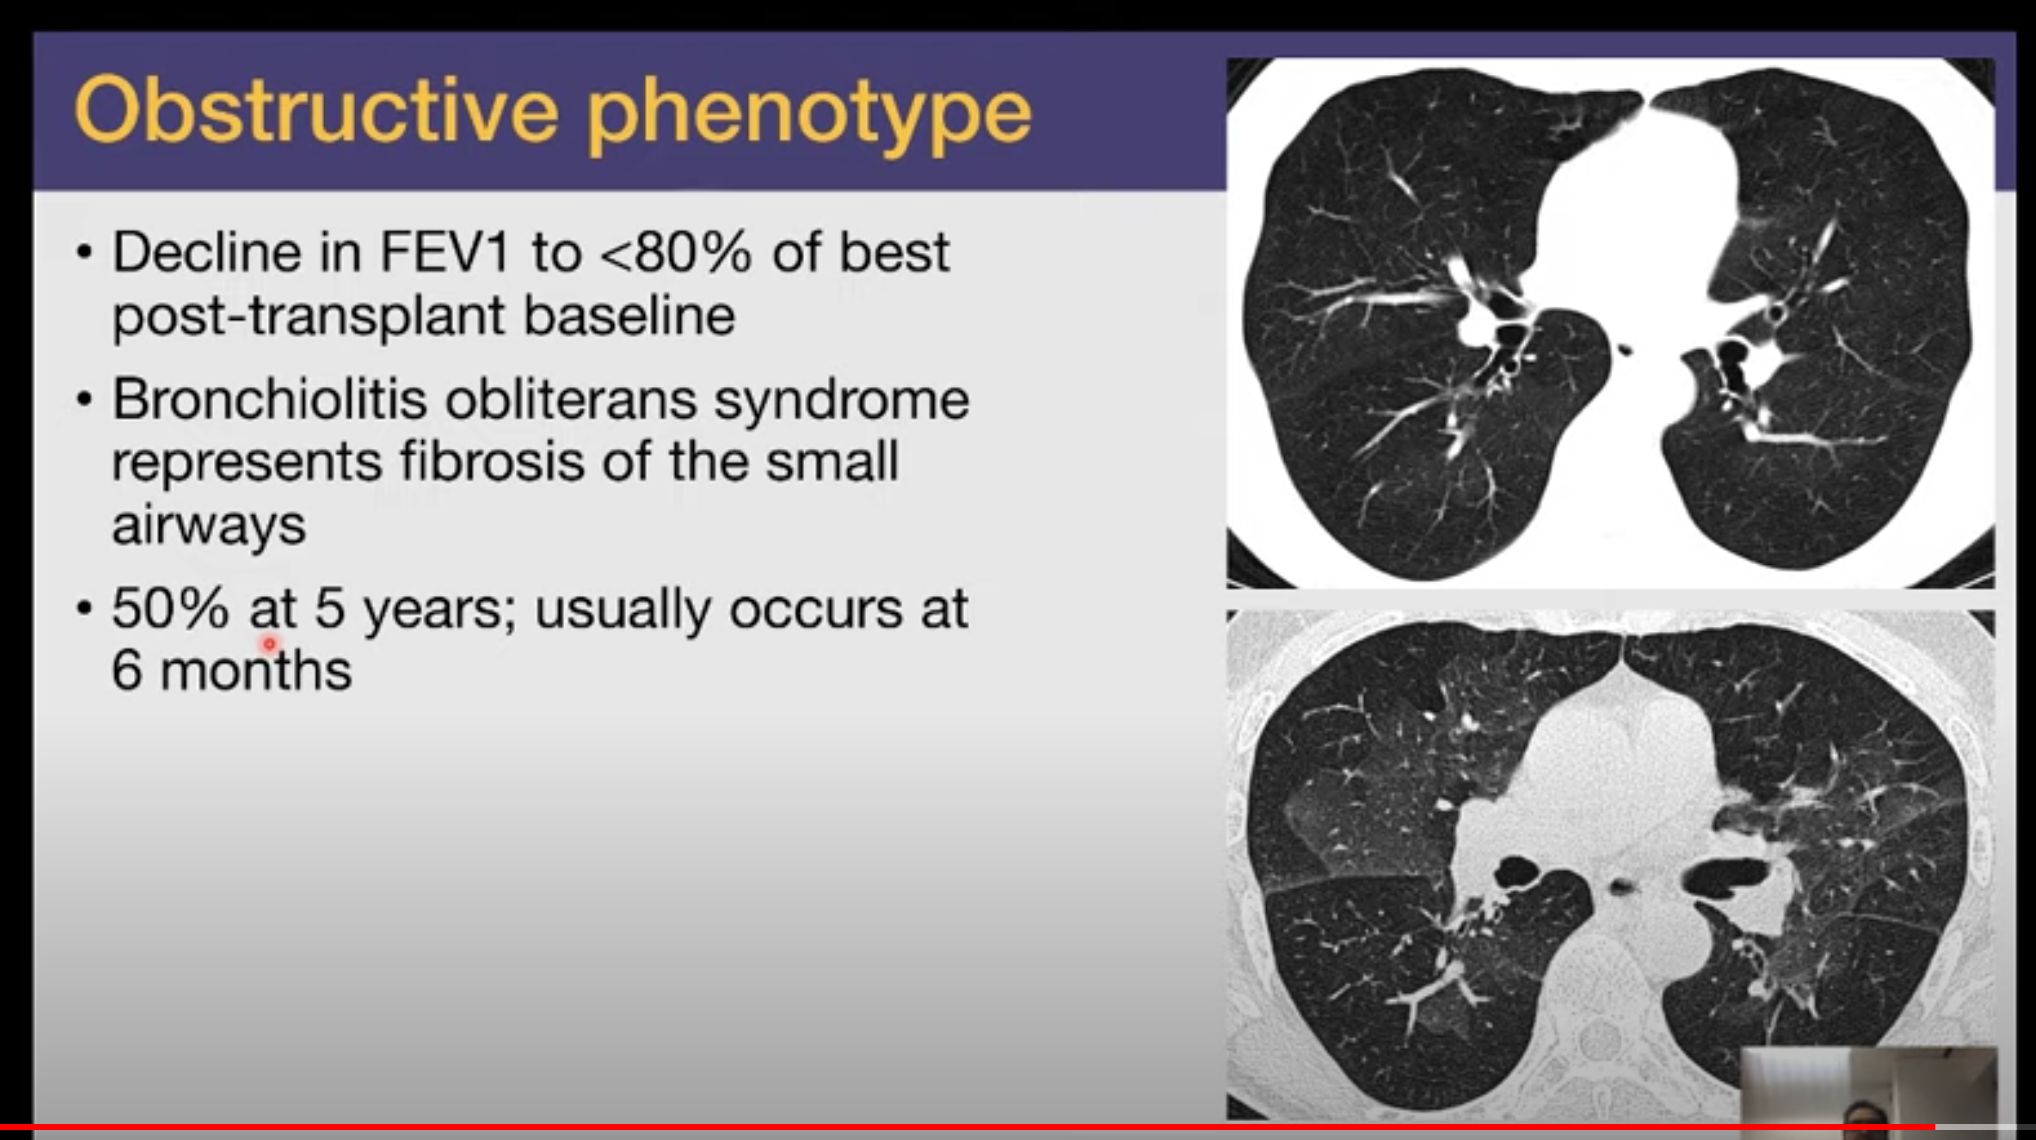 Obstructive phenotype
• Decline in FEV1 to <80% of best
post-transplant baseline
• Bronchiolitis obliterans syndrome
represents fibrosis of the small
airways
• 50% at 5 years; usually occurs at
6 months